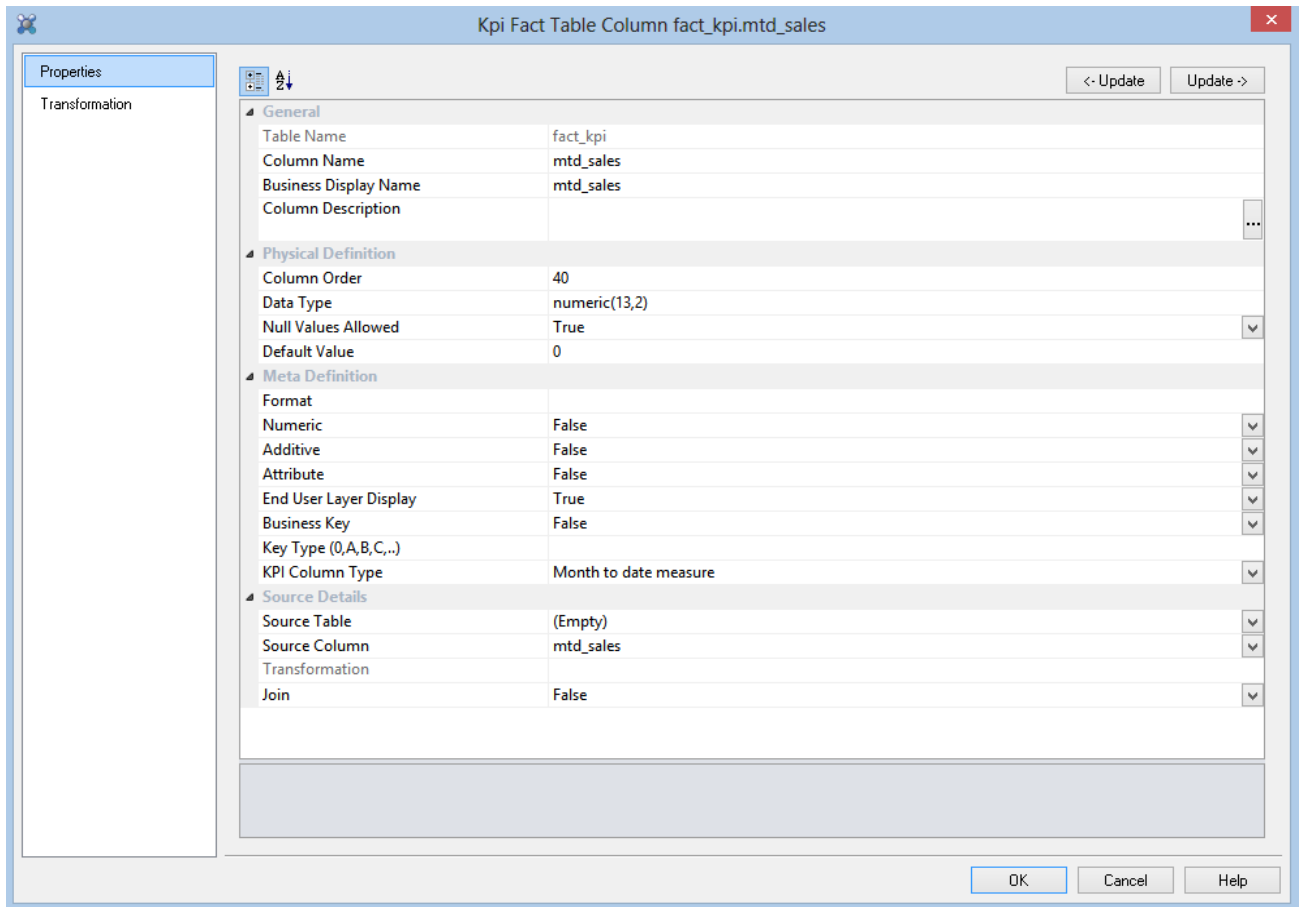 Kpi Fact Table Column fact_kpi.mtd_sales
Properties
Transformation
<- Update Update ->
General
Table Name fact_kpi
Column Name mtd_sales
Business Display Name mtd_sales
Column Description ...
Physical Definition
Column Order 40
Data Type numeric(13,2)
Null Values Allowed True
Default Value 0
Meta Definition
Format
Numeric False
Additive False
Attribute False
End User Layer Display True
Business Key False
Key Type (0,A,B,C,..)
KPI Column Type Month to date measure
Source Details
Source Table (Empty)
Source Column mtd_sales
Transformation
Join False
OK Cancel Help